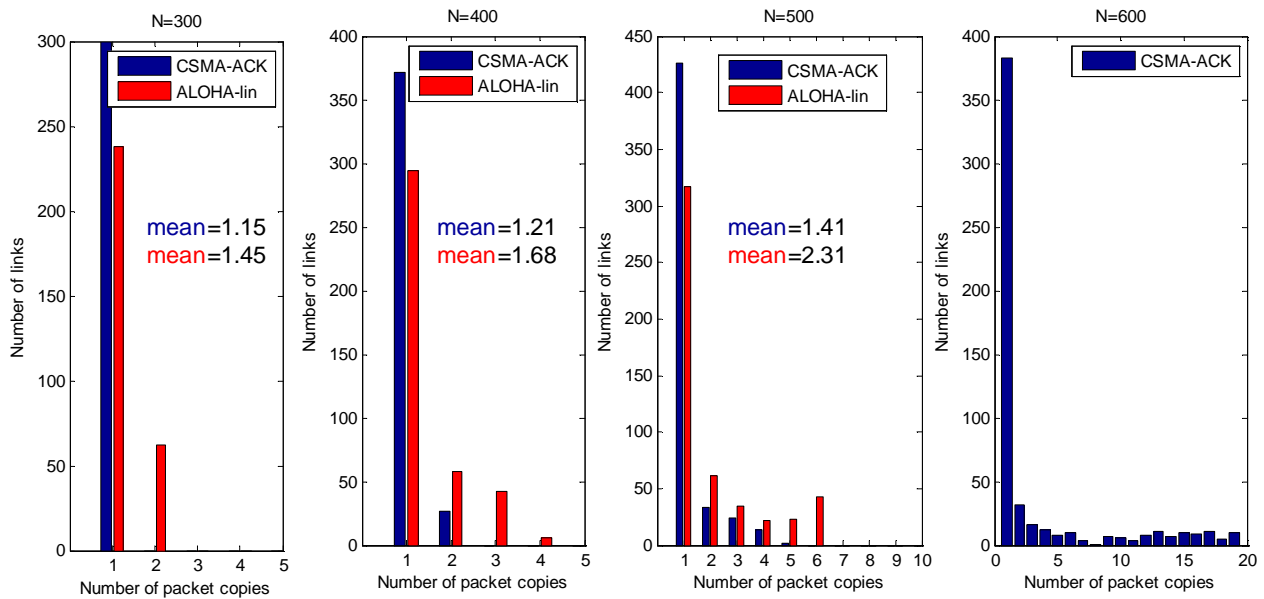 N=300
300
250
200
150
100
50
0
1 2 3 4 5
Number of links
Number of packet copies
CSMA-ACK
ALOHA-lin
mean=1.15
mean=1.45
N=400
400
350
300
250
200
150
100
50
0
1 2 3 4 5
Number of links
Number of packet copies
CSMA-ACK
ALOHA-lin
mean=1.21
mean=1.68
N=500
450
400
350
300
250
200
150
100
50
0
1 2 3 4 5 6 7 8 9 10
Number of links
Number of packet copies
CSMA-ACK
ALOHA-lin
mean=1.41
mean=2.31
N=600
400
350
300
250
200
150
100
50
0
0 5 10 15 20
Number of links
Number of packet copies
CSMA-ACK